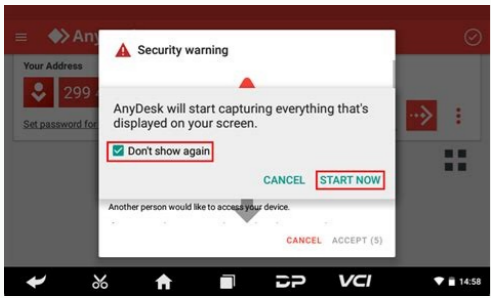 Any
Security warning
Your Address
299
Set password for
AnyDesk will start capturing everything that's
displayed on your screen.
Don't show again
CANCEL START NOW
Another person would like to access your device.
CANCEL ACCEPT (5)
DP VCI 14:58